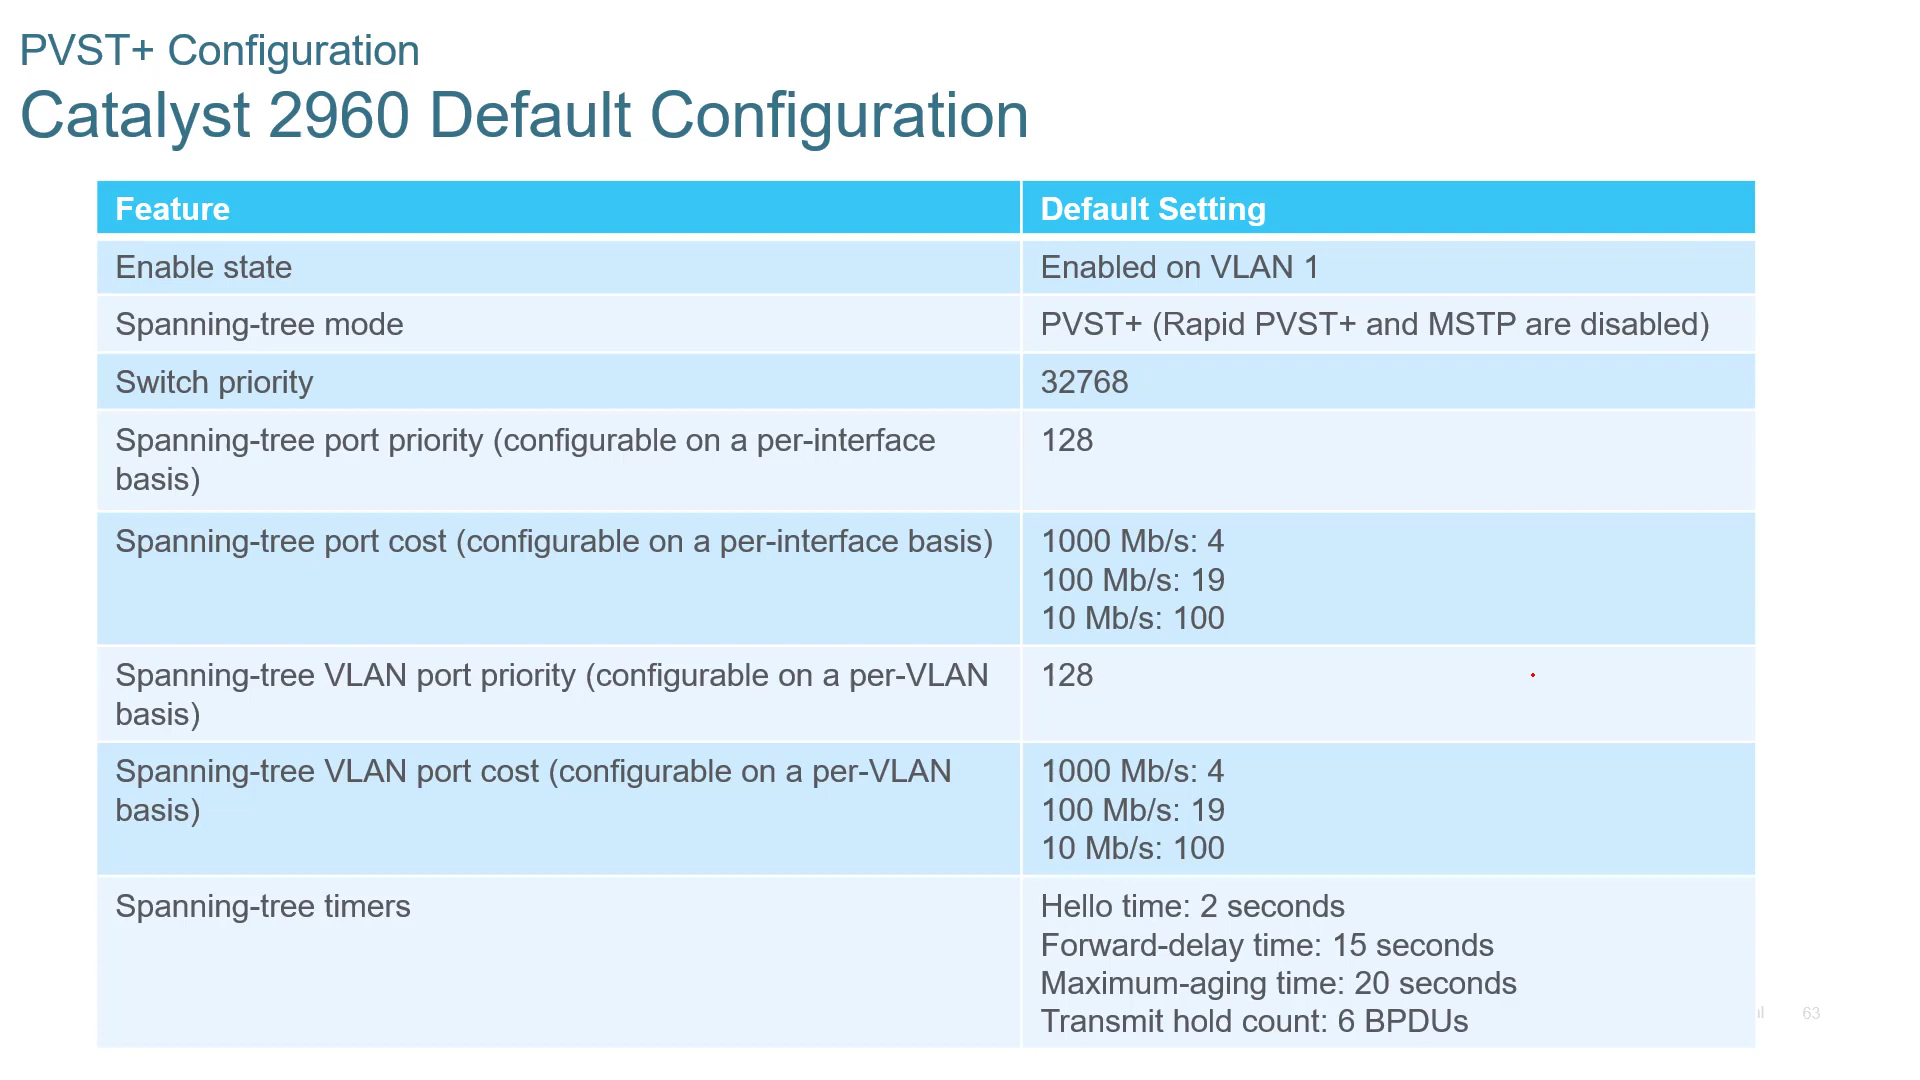 PVST+ Configuration
Catalyst 2960 Default Configuration
Feature
Default Setting
Enable state
Enabled on VLAN 1
Spanning-tree mode
PVST+ (Rapid PVST+ and MSTP are disabled)
Switch priority
32768
Spanning-tree port priority (configurable on a per-interface
basis)
128
Spanning-tree port cost (configurable on a per-interface basis)
1000 Mb/s: 4
100 Mb/s: 19
10 Mb/s: 100
Spanning-tree VLAN port priority (configurable on a per-VLAN
basis)
128
Spanning-tree VLAN port cost (configurable on a per-VLAN
basis)
1000 Mb/s: 4
100 Mb/s: 19
10 Mb/s: 100
Spanning-tree timers
Hello time: 2 seconds
Forward-delay time: 15 seconds
Maximum-aging time: 20 seconds
Transmit hold count: 6 BPDUs
63